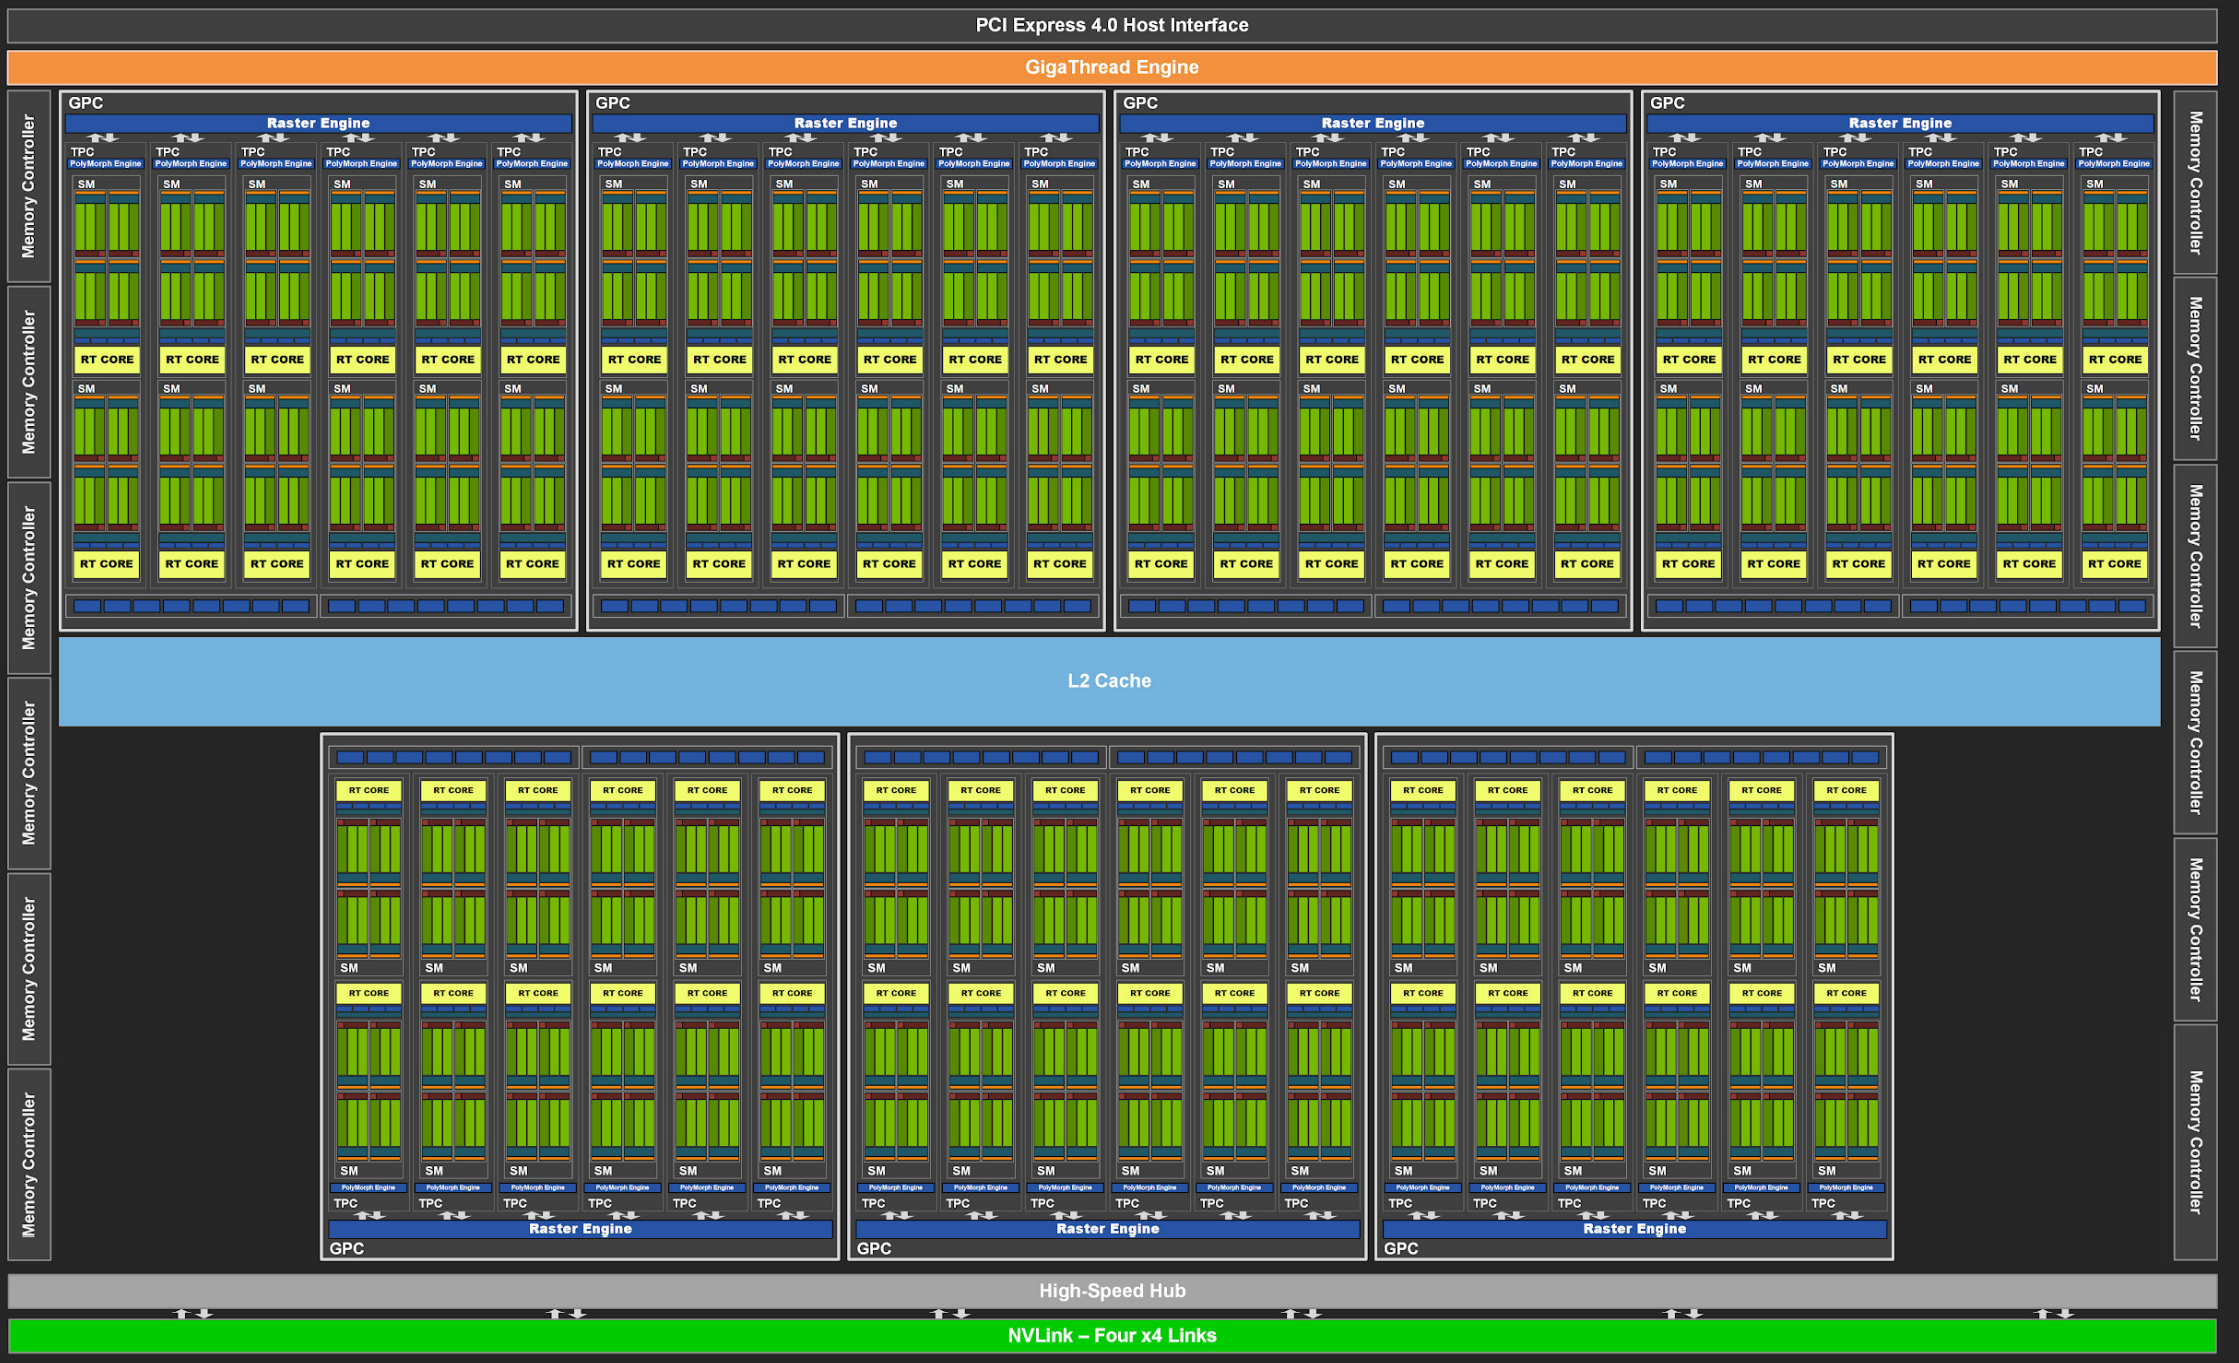 PCI Express 4.0 Host Interface
GigaThread Engine
Memory Controller
Memory Controller
Memory Controller
Memory Controller
Memory Controller
Memory Controller
GPC GPC GPC GPC
Raster Engine Raster Engine Raster Engine Raster Engine
TPC TPC TPC TPC TPC TPC TPC TPC TPC TPC TPC TPC TPC TPC TPC TPC TPC TPC TPC TPC TPC TPC TPC TPC
PolyMorph Engine PolyMorph Engine PolyMorph Engine PolyMorph Engine PolyMorph Engine PolyMorph Engine PolyMorph Engine PolyMorph Engine PolyMorph Engine PolyMorph Engine PolyMorph Engine PolyMorph Engine PolyMorph Engine PolyMorph Engine PolyMorph Engine PolyMorph Engine PolyMorph Engine PolyMorph Engine PolyMorph Engine PolyMorph Engine PolyMorph Engine PolyMorph Engine PolyMorph Engine PolyMorph Engine
SM SM SM SM SM SM SM SM SM SM SM SM SM SM SM SM SM SM SM SM SM SM SM SM
RT CORE RT CORE RT CORE RT CORE RT CORE RT CORE RT CORE RT CORE RT CORE RT CORE RT CORE RT CORE RT CORE RT CORE RT CORE RT CORE RT CORE RT CORE RT CORE RT CORE RT CORE RT CORE RT CORE RT CORE
SM SM SM SM SM SM SM SM SM SM SM SM SM SM SM SM SM SM SM SM SM SM SM SM
RT CORE RT CORE RT CORE RT CORE RT CORE RT CORE RT CORE RT CORE RT CORE RT CORE RT CORE RT CORE RT CORE RT CORE RT CORE RT CORE RT CORE RT CORE RT CORE RT CORE RT CORE RT CORE RT CORE RT CORE
L2 Cache
RT CORE RT CORE RT CORE RT CORE RT CORE RT CORE RT CORE RT CORE RT CORE RT CORE RT CORE RT CORE RT CORE RT CORE RT CORE RT CORE RT CORE RT CORE
SM SM SM SM SM SM SM SM SM SM SM SM SM SM SM SM SM SM
RT CORE RT CORE RT CORE RT CORE RT CORE RT CORE RT CORE RT CORE RT CORE RT CORE RT CORE RT CORE RT CORE RT CORE RT CORE RT CORE RT CORE RT CORE
SM SM SM SM SM SM SM SM SM SM SM SM SM SM SM SM SM SM
PolyMorph Engine PolyMorph Engine PolyMorph Engine PolyMorph Engine PolyMorph Engine PolyMorph Engine PolyMorph Engine PolyMorph Engine PolyMorph Engine PolyMorph Engine PolyMorph Engine PolyMorph Engine PolyMorph Engine PolyMorph Engine PolyMorph Engine PolyMorph Engine PolyMorph Engine PolyMorph Engine
TPC TPC TPC TPC TPC TPC TPC TPC TPC TPC TPC TPC TPC TPC TPC TPC TPC TPC
Raster Engine Raster Engine Raster Engine
GPC GPC GPC
Memory Controller
Memory Controller
Memory Controller
Memory Controller
Memory Controller
Memory Controller
High-Speed Hub
NVLink – Four x4 Links